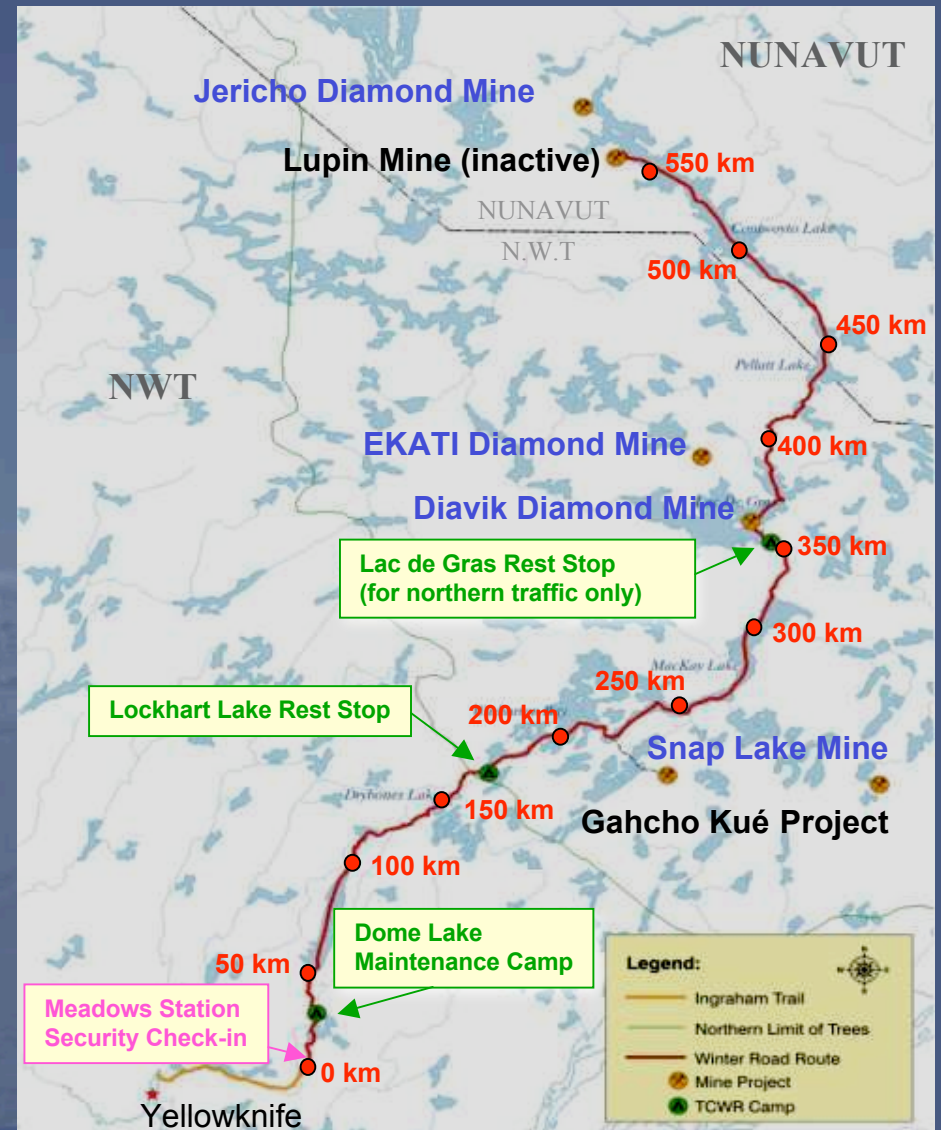 NUNAVUT
Jericho Diamond Mine
Lupin Mine (inactive)
550 km
NUNAVUT
N.W.T
Contwoyto Lake
500 km
450 km
Pellatt Lake
NWT
EKATI Diamond Mine
400 km
Diavik Diamond Mine
350 km
Lac de Gras Rest Stop
(for northern traffic only)
300 km
MacKay Lake
250 km
Lockhart Lake Rest Stop
200 km
Snap Lake Mine
Drybones Lake
150 km
Gahcho Kué Project
100 km
Dome Lake
Maintenance Camp
50 km
Meadows Station
Security Check-in
0 km
Yellowknife
Legend:
N
W
E
S
Ingraham Trail
Northern Limit of Trees
Winter Road Route
Mine Project
TCWR Camp